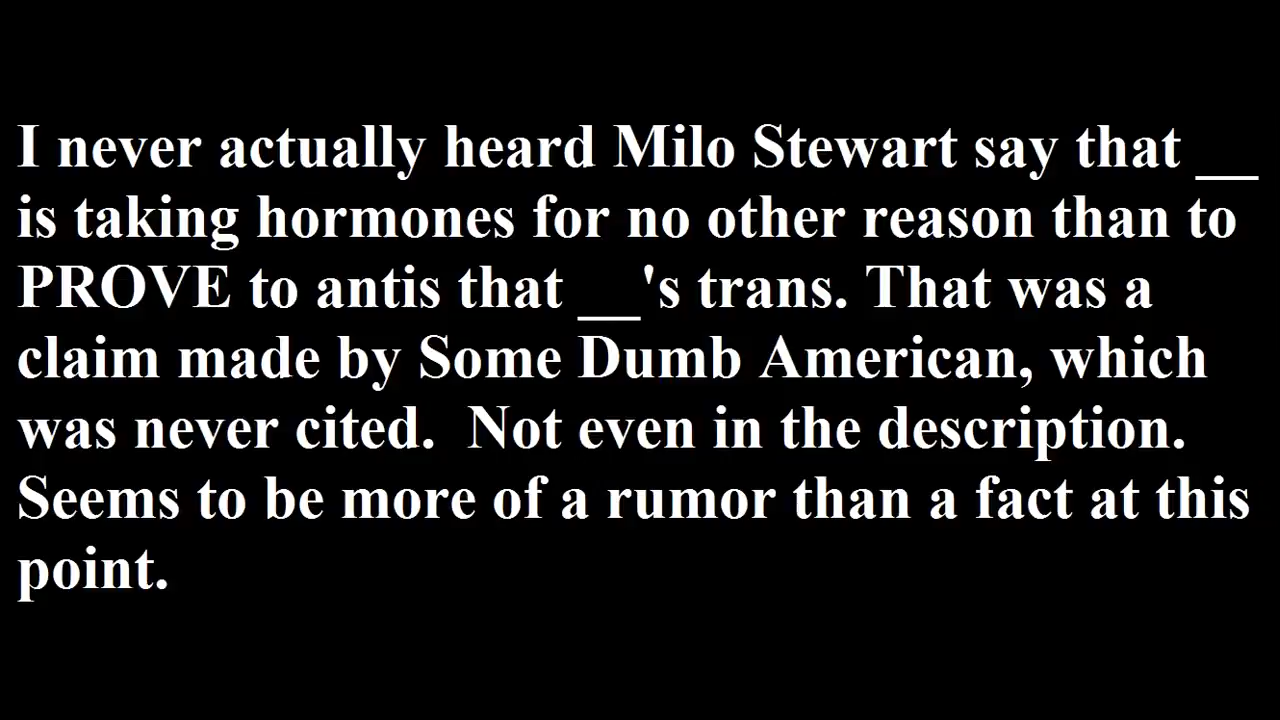 I never actually heard Milo Stewart say that __
is taking hormones for no other reason than to
PROVE to antis that __'s trans. That was a
claim made by Some Dumb American, which
was never cited.  Not even in the description.
Seems to be more of a rumor than a fact at this
point.